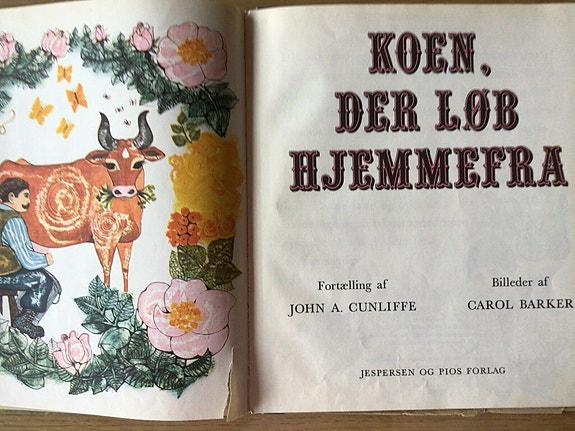 KOEN,
DER LØB
HJEMMEFRA
Fortælling af
JOHN A. CUNLIFFE
Billeder af
CAROL BARKER
JESPERSEN OG PIOS FORLAG